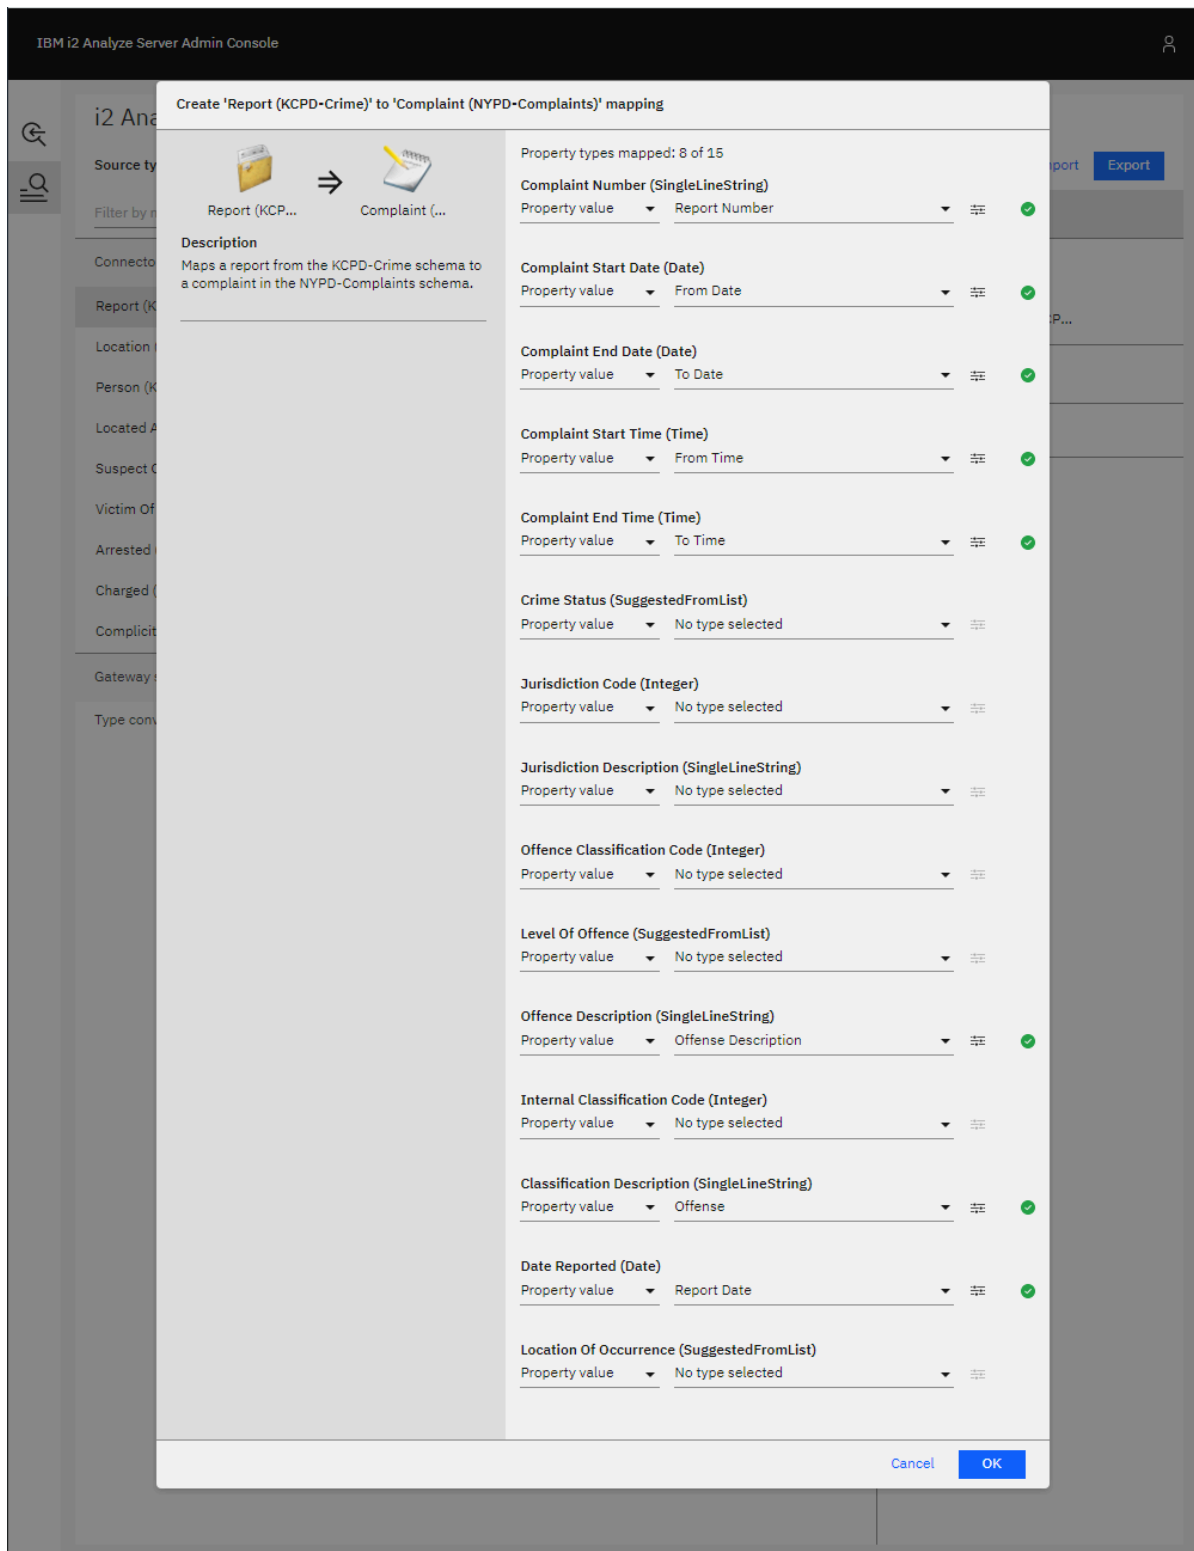 IBM i2 Analyze Server Admin Console
i2 Ana
Source ty
Filter by n
Connecto
Report (K
Location
Person (K
Located A
Suspect C
Victim Of
Arrested
Charged (
Complicit
Gateway s
Type conv
Create 'Report (KCPD-Crime)' to 'Complaint (NYPD-Complaints)' mapping
Report (KCP...
Complaint (...
Description
Maps a report from the KCPD-Crime schema to
a complaint in the NYPD-Complaints schema.
Property types mapped: 8 of 15
Complaint Number (SingleLineString)
Property value Report Number
Complaint Start Date (Date)
Property value From Date
Complaint End Date (Date)
Property value To Date
Complaint Start Time (Time)
Property value From Time
Complaint End Time (Time)
Property value To Time
Crime Status (SuggestedFromList)
Property value No type selected
Jurisdiction Code (Integer)
Property value No type selected
Jurisdiction Description (SingleLineString)
Property value No type selected
Offence Classification Code (Integer)
Property value No type selected
Level Of Offence (SuggestedFromList)
Property value No type selected
Offence Description (SingleLineString)
Property value Offense Description
Internal Classification Code (Integer)
Property value No type selected
Classification Description (SingleLineString)
Property value Offense
Date Reported (Date)
Property value Report Date
Location Of Occurrence (SuggestedFromList)
Property value No type selected
Cancel OK
port Export
P...